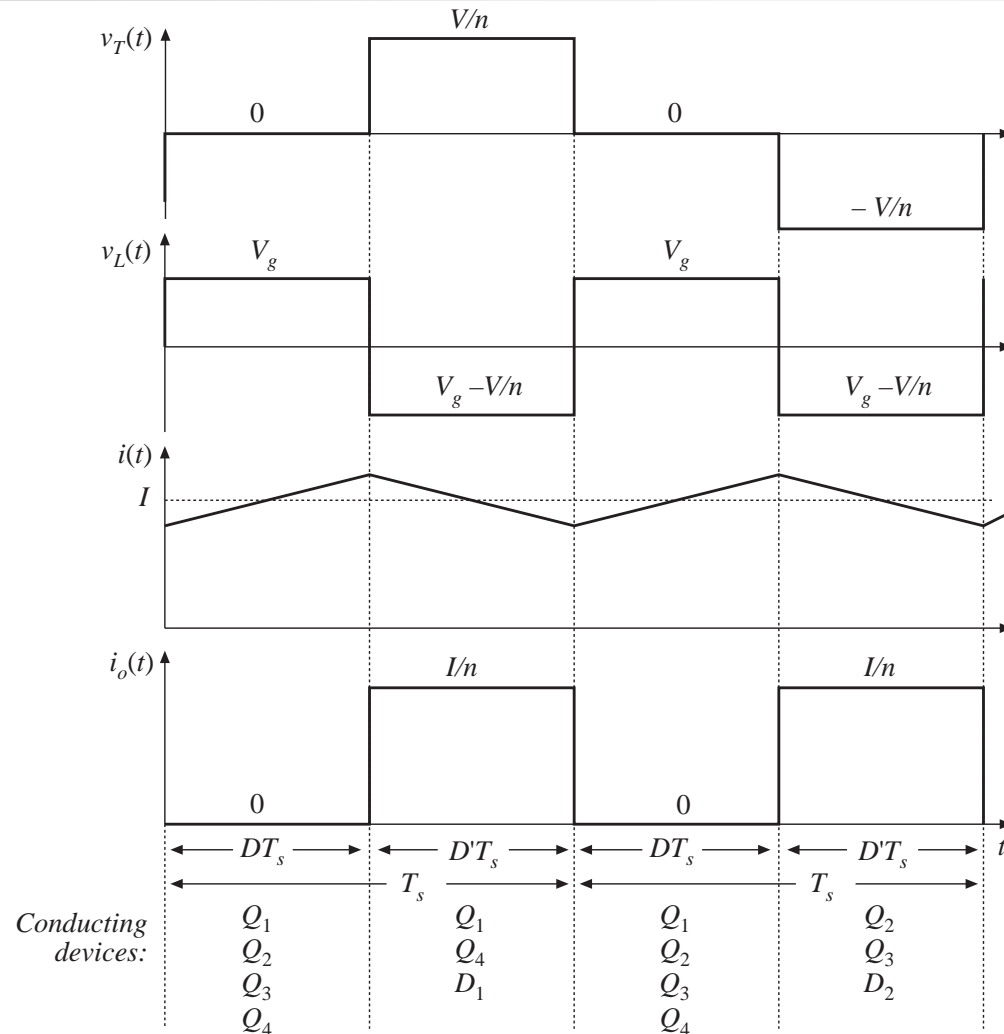 V/n
v_T(t)
0 0
– V/n
v_L(t)
V_g V_g
V_g –V/n V_g –V/n
i(t)
I
i_o(t)
I/n I/n
0 0
DT_s D'T_s DT_s D'T_s t
T_s T_s
Conducting devices:
Q_1 Q_1 Q_1 Q_2
Q_2 Q_4 Q_2 Q_3
Q_3 D_1 Q_3 D_2
Q_4 Q_4